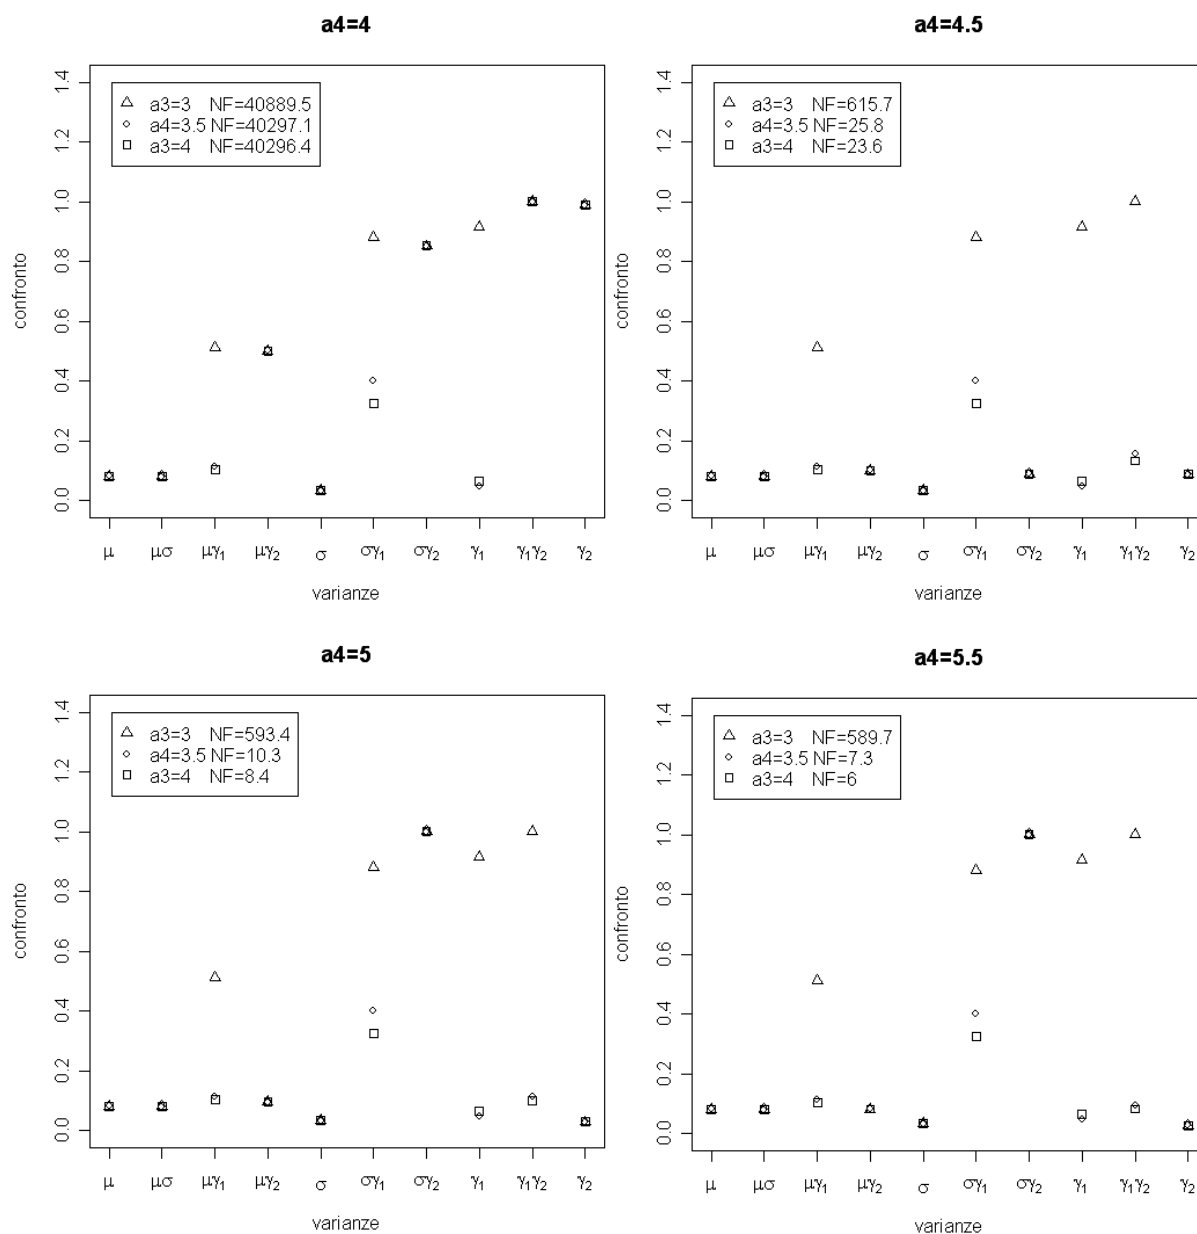 a4=4
confronto
0.0 0.2 0.4 0.6 0.8 1.0 1.2 1.4
a3=3 NF=40889.5
a4=3.5 NF=40297.1
a3=4 NF=40296.4
μ μσ μγ1 μγ2 σ σγ1 σγ2 γ1 γ1γ2 γ2
varianze
a4=4.5
confronto
0.0 0.2 0.4 0.6 0.8 1.0 1.2 1.4
a3=3 NF=615.7
a4=3.5 NF=25.8
a3=4 NF=23.6
μ μσ μγ1 μγ2 σ σγ1 σγ2 γ1 γ1γ2 γ2
varianze
a4=5
confronto
0.0 0.2 0.4 0.6 0.8 1.0 1.2 1.4
a3=3 NF=593.4
a4=3.5 NF=10.3
a3=4 NF=8.4
μ μσ μγ1 μγ2 σ σγ1 σγ2 γ1 γ1γ2 γ2
varianze
a4=5.5
confronto
0.0 0.2 0.4 0.6 0.8 1.0 1.2 1.4
a3=3 NF=589.7
a4=3.5 NF=7.3
a3=4 NF=6
μ μσ μγ1 μγ2 σ σγ1 σγ2 γ1 γ1γ2 γ2
varianze